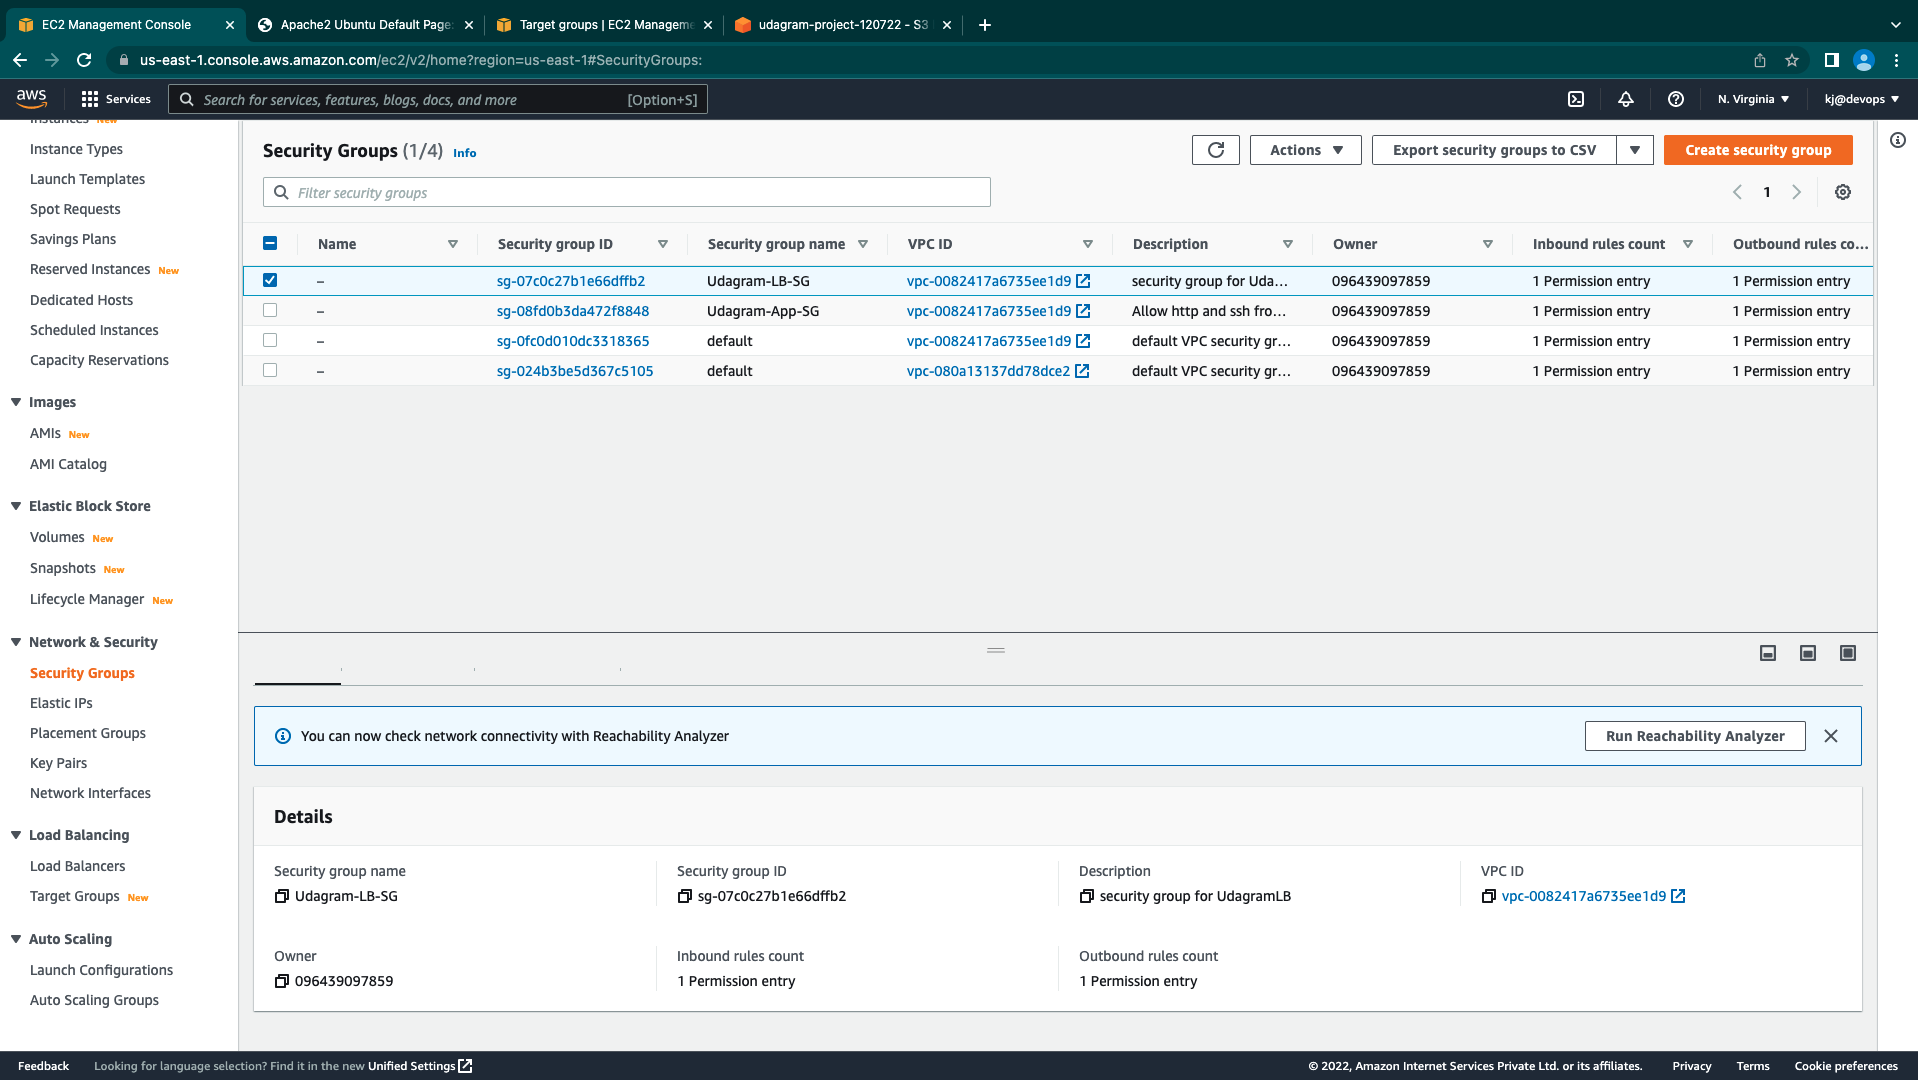 EC2 Management Console
Apache2 Ubuntu Default Page:
Target groups | EC2 Manageme
udagram-project-120722 - S3
us-east-1.console.aws.amazon.com/ec2/v2/home?region=us-east-1#SecurityGroups:
aws
Services
Search for services, features, blogs, docs, and more
[Option+S]
N. Virginia
kj@devops
Instances New
Instance Types
Launch Templates
Spot Requests
Savings Plans
Reserved Instances New
Dedicated Hosts
Scheduled Instances
Capacity Reservations
Images
AMIs New
AMI Catalog
Elastic Block Store
Volumes New
Snapshots New
Lifecycle Manager New
Network & Security
Security Groups
Elastic IPs
Placement Groups
Key Pairs
Network Interfaces
Load Balancing
Load Balancers
Target Groups New
Auto Scaling
Launch Configurations
Auto Scaling Groups
Security Groups (1/4) Info
Actions
Export security groups to CSV
Create security group
Filter security groups
1
Name Security group ID Security group name VPC ID Description Owner Inbound rules count Outbound rules co...
– sg-07c0c27b1e66dffb2 Udagram-LB-SG vpc-0082417a6735ee1d9 security group for Uda... 096439097859 1 Permission entry 1 Permission entry
– sg-08fd0b3da472f8848 Udagram-App-SG vpc-0082417a6735ee1d9 Allow http and ssh fro... 096439097859 1 Permission entry 1 Permission entry
– sg-0fc0d010dc3318365 default vpc-0082417a6735ee1d9 default VPC security gr... 096439097859 1 Permission entry 1 Permission entry
– sg-024b3be5d367c5105 default vpc-080a13137dd78dce2 default VPC security gr... 096439097859 1 Permission entry 1 Permission entry
You can now check network connectivity with Reachability Analyzer
Run Reachability Analyzer
Details
Security group name
Udagram-LB-SG
Security group ID
sg-07c0c27b1e66dffb2
Description
security group for UdagramLB
VPC ID
vpc-0082417a6735ee1d9
Owner
096439097859
Inbound rules count
1 Permission entry
Outbound rules count
1 Permission entry
Feedback
Looking for language selection? Find it in the new Unified Settings
© 2022, Amazon Internet Services Private Ltd. or its affiliates.
Privacy
Terms
Cookie preferences